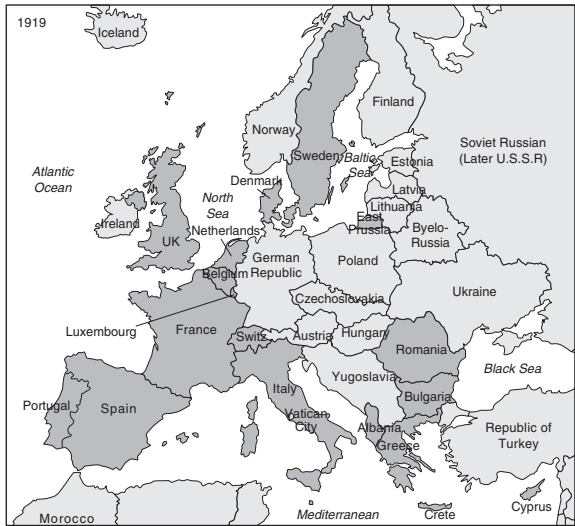 1919
Iceland
Finland
Norway
Soviet Russian
(Later U.S.S.R)
Sweden
Baltic
Sea
Estonia
Atlantic
Ocean
Denmark
Latvia
North
Sea
Lithuania
East
Prussia
Ireland
Netherlands
Byelo-
Russia
UK
German
Republic
Poland
Belgium
Czechoslovakia
Ukraine
Luxembourg
France
Switz
Austria
Hungary
Romania
Black Sea
Yugoslavia
Italy
Bulgaria
Portugal
Spain
Vatican
City
Albania
Greece
Republic of
Turkey
Cyprus
Crete
Mediterranean
Morocco